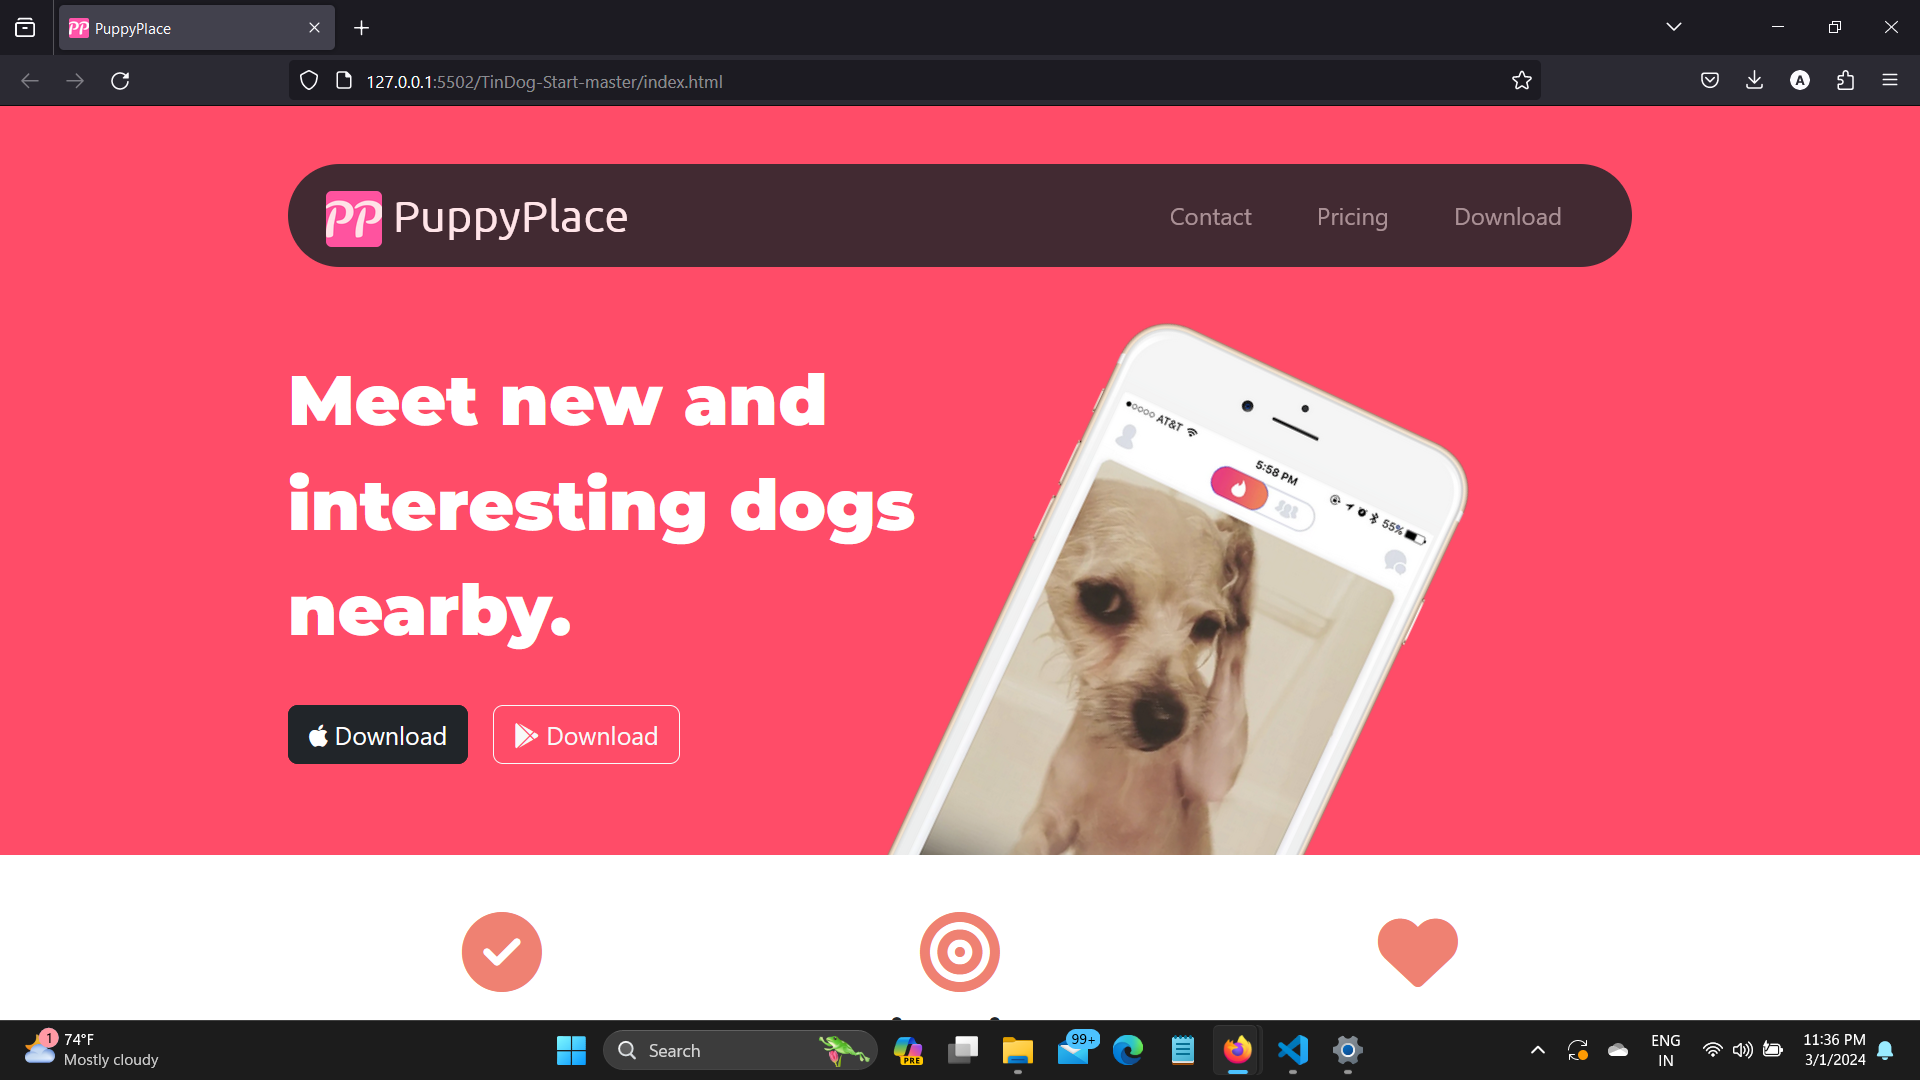 PP PuppyPlace
127.0.0.1:5502/TinDog-Start-master/index.html
A
PP PuppyPlace
Contact
Pricing
Download
Meet new and
interesting dogs
nearby.
Download
Download
AT&T
5:58 PM
55%
1
74°F
Mostly cloudy
Search
PRE
99+
ENG
IN
11:36 PM
3/1/2024